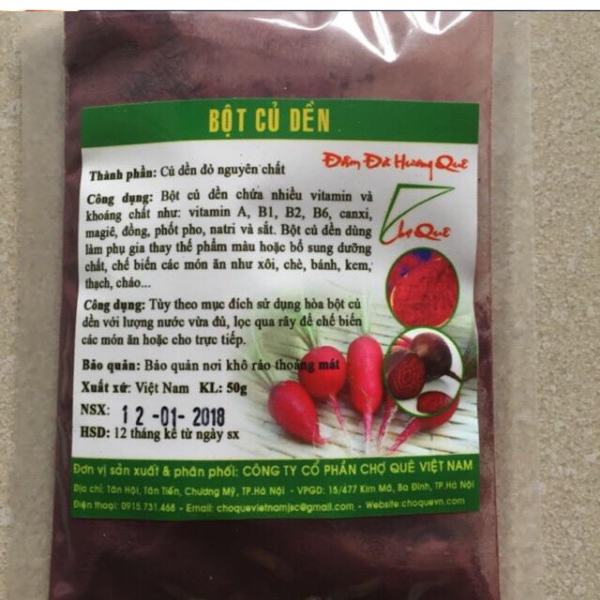 BỘT CỦ DỀN
Thành phần: Củ dền đỏ nguyên chất
Đậm Đà Hương Quê
Công dụng: Bột củ dền chứa nhiều vitamin và
khoáng chất như: vitamin A, B1, B2, B6, canxi,
magiê, đồng, phốt pho, natri và sắt. Bột củ dền dùng
làm phụ gia thay thế phẩm màu hoặc bổ sung dưỡng
chất, chế biến các món ăn như xôi, chè, bánh, kem,
thạch, cháo...
Chợ Quê
Công dụng: Tùy theo mục đích sử dụng hòa bột củ
dền với lượng nước vừa đủ, lọc qua rây để chế biến
các món ăn hoặc cho trực tiếp.
Bảo quản: Bảo quản nơi khô ráo thoáng mát
Xuất xứ: Việt Nam KL: 50g
NSX: 12-01-2018
HSD: 12 tháng kể từ ngày sx
Đơn vị sản xuất & phân phối: CÔNG TY CỔ PHẦN CHỢ QUÊ VIỆT NAM
Địa chỉ: Tân Hội, Tân Tiến, Chương Mỹ, TP.Hà Nội - VPGD: 15/477 Kim Mã, Ba Đình, TP.Hà Nội
Điện thoại: 0915.731.468 - Email: choquevietnamjsc@gmail.com - Website:choquevn.com